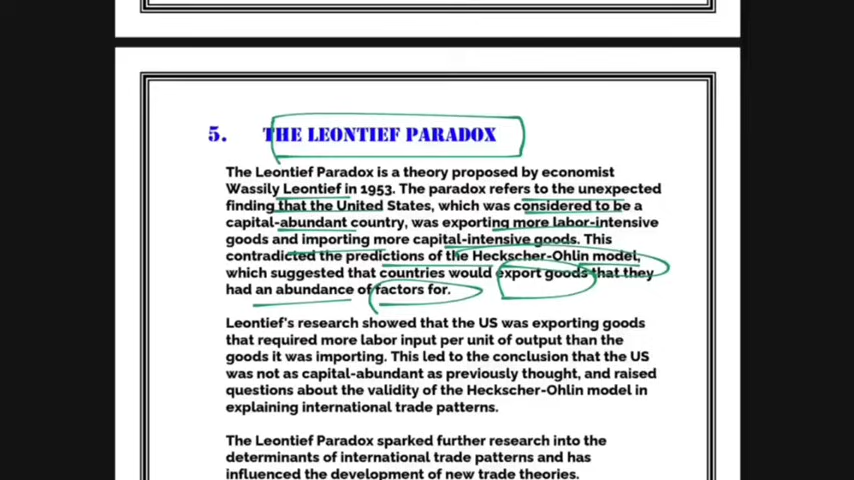 5. THE LEONTIEF PARADOX
The Leontief Paradox is a theory proposed by economist
Wassily Leontief in 1953. The paradox refers to the unexpected
finding that the United States, which was considered to be a
capital-abundant country, was exporting more labor-intensive
goods and importing more capital-intensive goods. This
contradicted the predictions of the Heckscher-Ohlin model,
which suggested that countries would export goods that they
had an abundance of factors for.
Leontief's research showed that the US was exporting goods
that required more labor input per unit of output than the
goods it was importing. This led to the conclusion that the US
was not as capital-abundant as previously thought, and raised
questions about the validity of the Heckscher-Ohlin model in
explaining international trade patterns.
The Leontief Paradox sparked further research into the
determinants of international trade patterns and has
influenced the development of new trade theories.